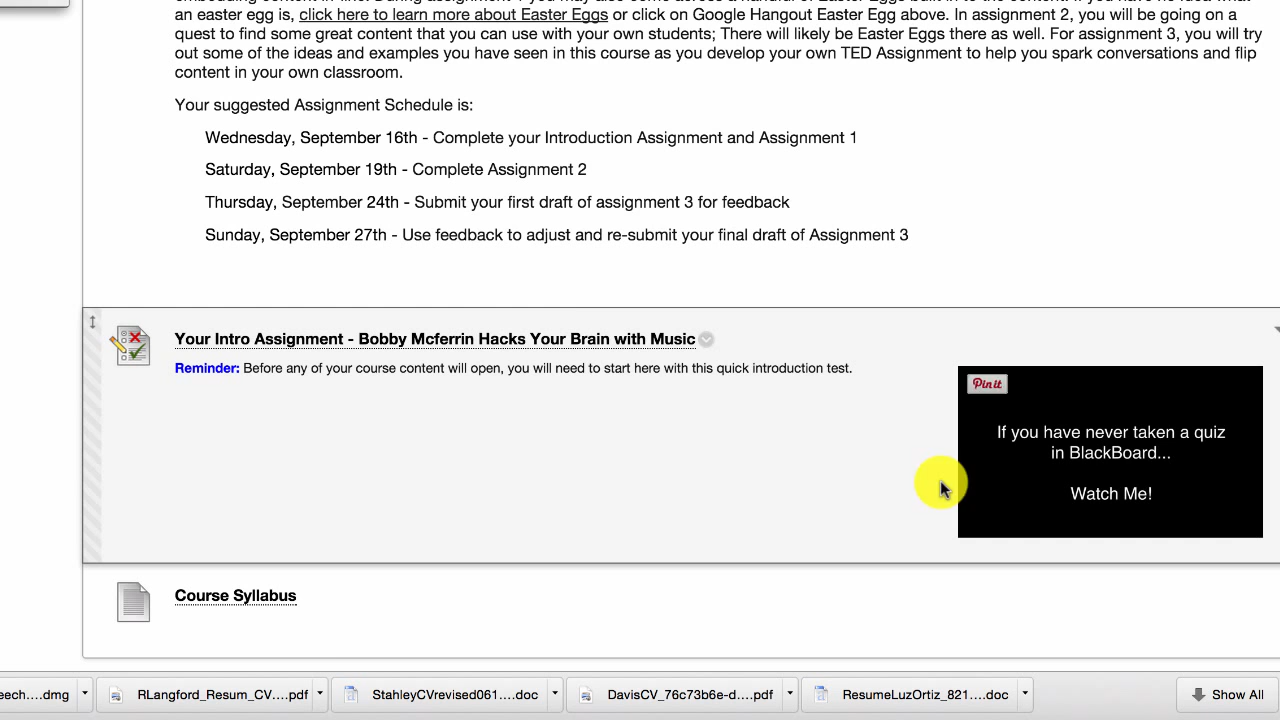 an easter egg is, click here to learn more about Easter Eggs or click on Google Hangout Easter Egg above. In assignment 2, you will be going on a
quest to find some great content that you can use with your own students; There will likely be Easter Eggs there as well. For assignment 3, you will try
out some of the ideas and examples you have seen in this course as you develop your own TED Assignment to help you spark conversations and flip
content in your own classroom.
Your suggested Assignment Schedule is:
Wednesday, September 16th - Complete your Introduction Assignment and Assignment 1
Saturday, September 19th - Complete Assignment 2
Thursday, September 24th - Submit your first draft of assignment 3 for feedback
Sunday, September 27th - Use feedback to adjust and re-submit your final draft of Assignment 3
Your Intro Assignment - Bobby Mcferrin Hacks Your Brain with Music
Reminder: Before any of your course content will open, you will need to start here with this quick introduction test.
Pin it
If you have never taken a quiz
in BlackBoard...
Watch Me!
Course Syllabus
eech....dmg
RLangford_Resum_CV....pdf
StahleyCVrevised061....doc
DavisCV_76c73b6e-d....pdf
ResumeLuzOrtiz_821....doc
Show All